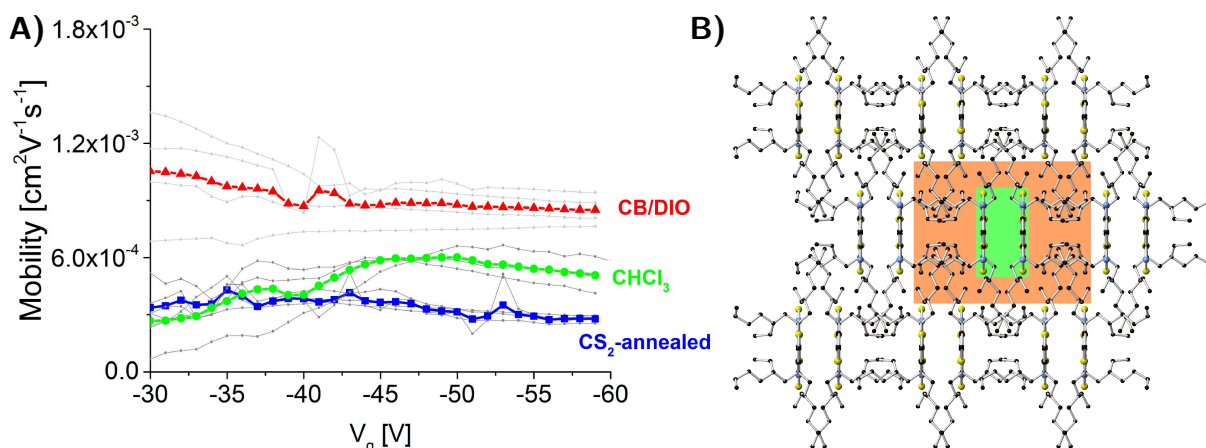 A)
B)
Mobility [cm²V⁻¹s⁻¹]
1.8x10⁻³
1.2x10⁻³
6.0x10⁻⁴
0.0
CB/DIO
CHCl₃
CS₂-annealed
-30 -35 -40 -45 -50 -55 -60
V_g [V]